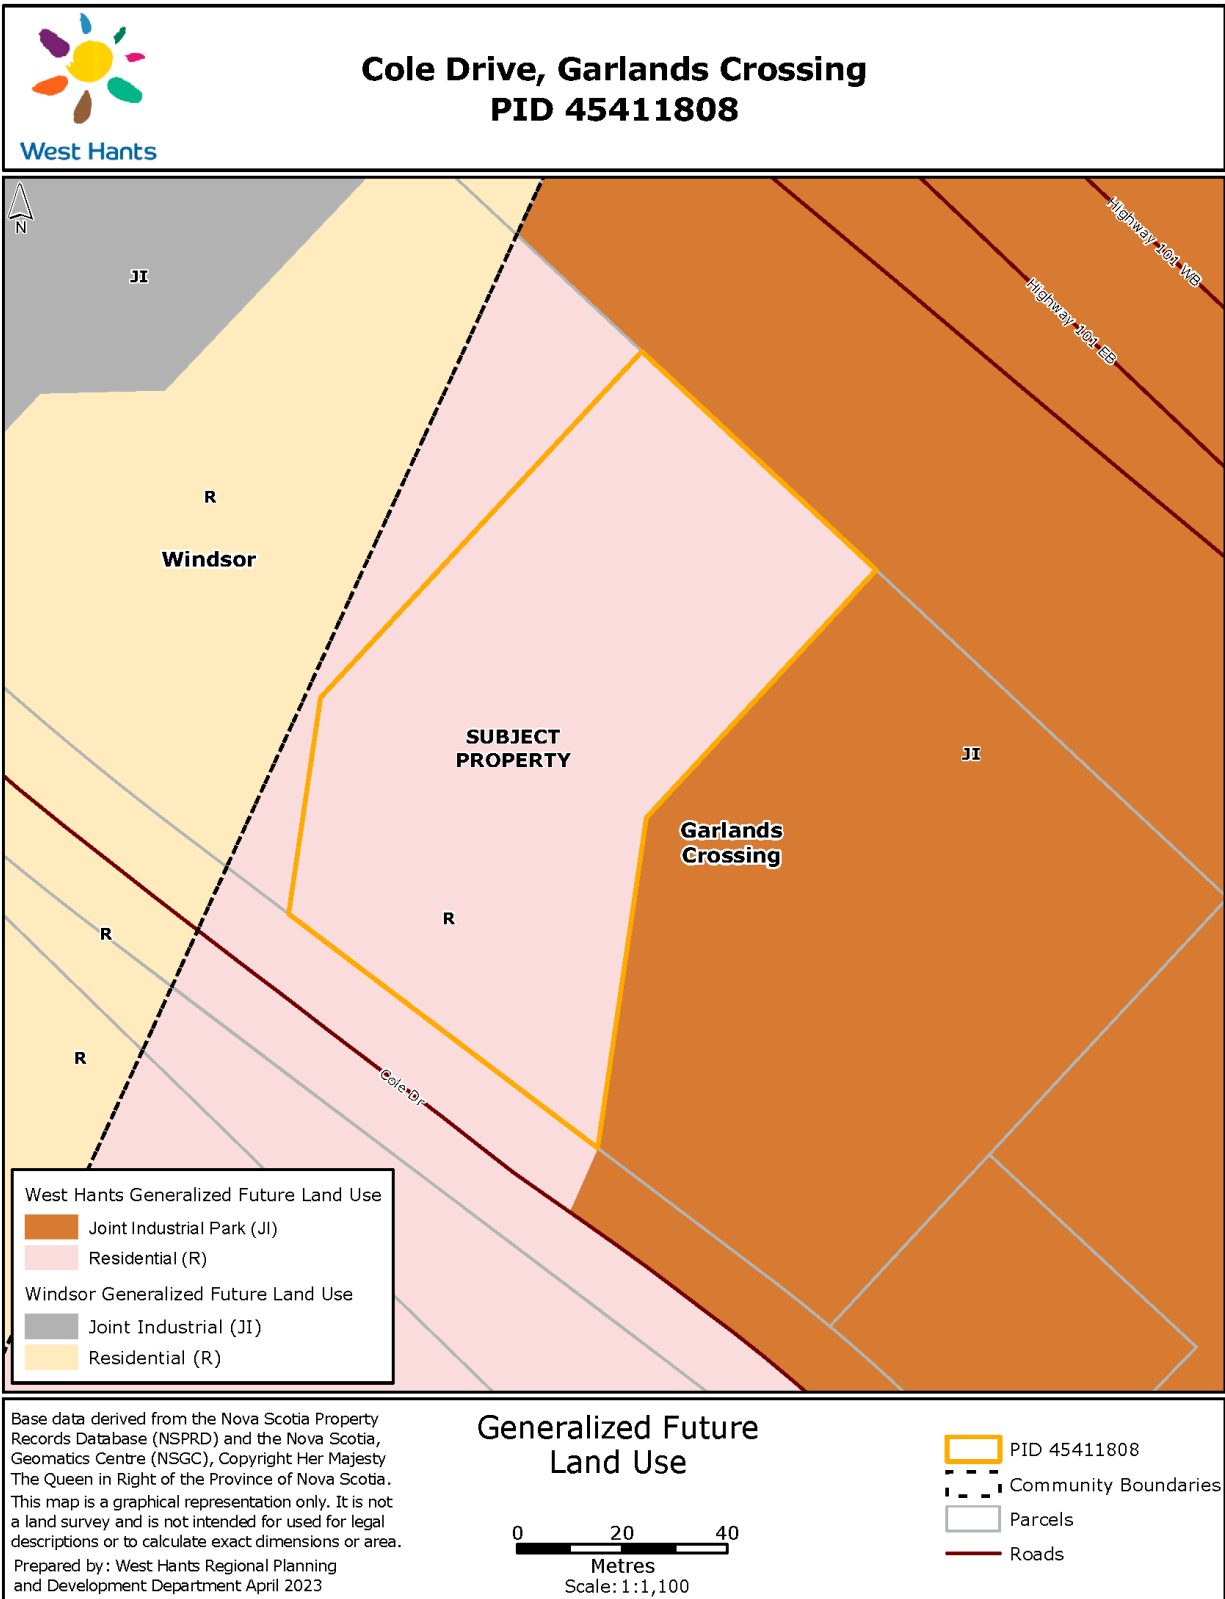 West Hants
Cole Drive, Garlands Crossing
PID 45411808
N
JI
Highway 101 WB
Highway 101 EB
R
Windsor
SUBJECT
PROPERTY
JI
Garlands
Crossing
R
R
R
Cole Dr
West Hants Generalized Future Land Use
Joint Industrial Park (JI)
Residential (R)
Windsor Generalized Future Land Use
Joint Industrial (JI)
Residential (R)
Base data derived from the Nova Scotia Property
Records Database (NSPRD) and the Nova Scotia,
Geomatics Centre (NSGC), Copyright Her Majesty
The Queen in Right of the Province of Nova Scotia.
This map is a graphical representation only. It is not
a land survey and is not intended for used for legal
descriptions or to calculate exact dimensions or area.
Prepared by: West Hants Regional Planning
and Development Department April 2023
Generalized Future
Land Use
0 20 40
Metres
Scale: 1:1,100
PID 45411808
Community Boundaries
Parcels
Roads